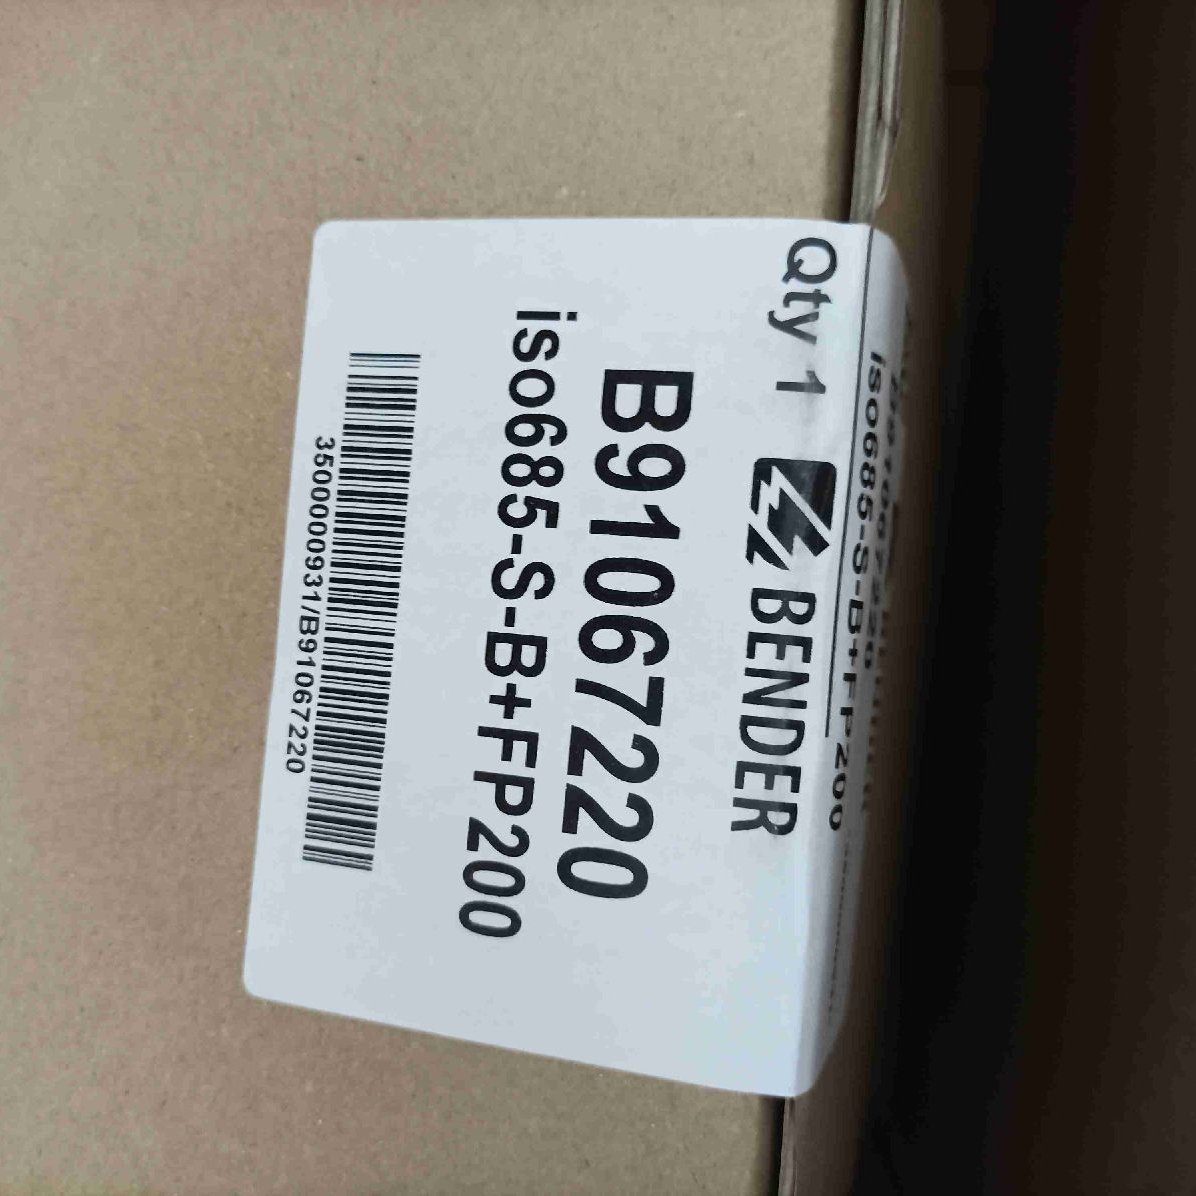 iso685-S-B+FP200
Qty 1 BENDER
B91067220
iso685-S-B+FP200
3500000931/B91067220